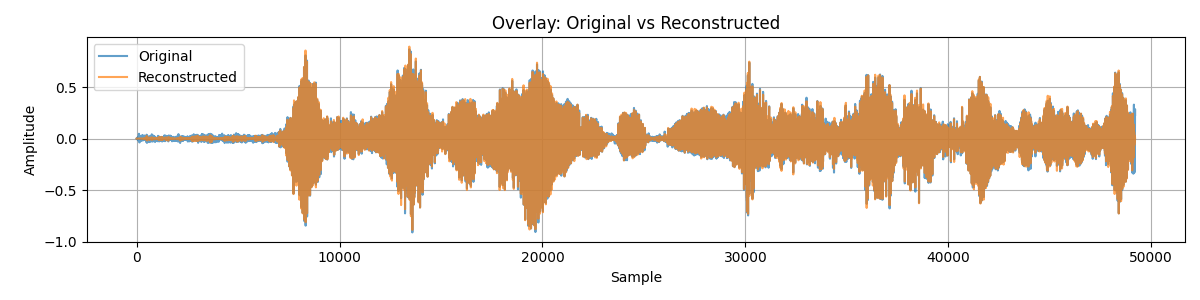 Overlay: Original vs Reconstructed
Original
Reconstructed
Amplitude
0.5
0.0
−0.5
−1.0
0
10000
20000
30000
40000
50000
Sample